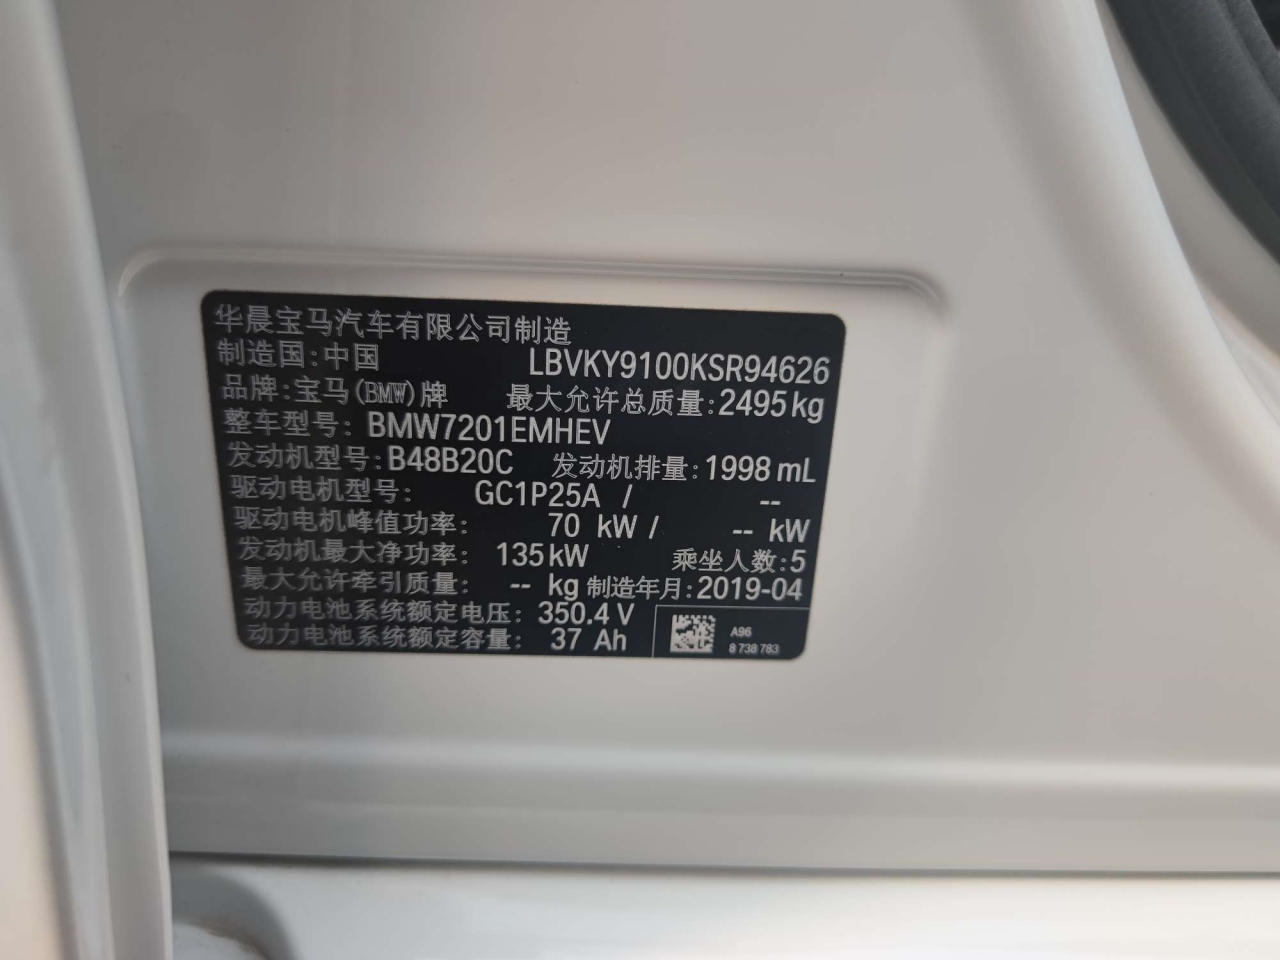 华晨宝马汽车有限公司制造
制造国:中国 LBVKY9100KSR94626
品牌:宝马(BMW)牌 最大允许总质量:2495kg
整车型号: BMW7201EMHEV
发动机型号:B48B20C 发动机排量:1998 mL
驱动电机型号: GC1P25A / --
驱动电机峰值功率: 70 kW / -- kW
发动机最大净功率: 135kW 乘坐人数:5
最大允许牵引质量: -- kg 制造年月:2019-04
动力电池系统额定电压: 350.4 V
动力电池系统额定容量: 37 Ah
A96
8 738 783